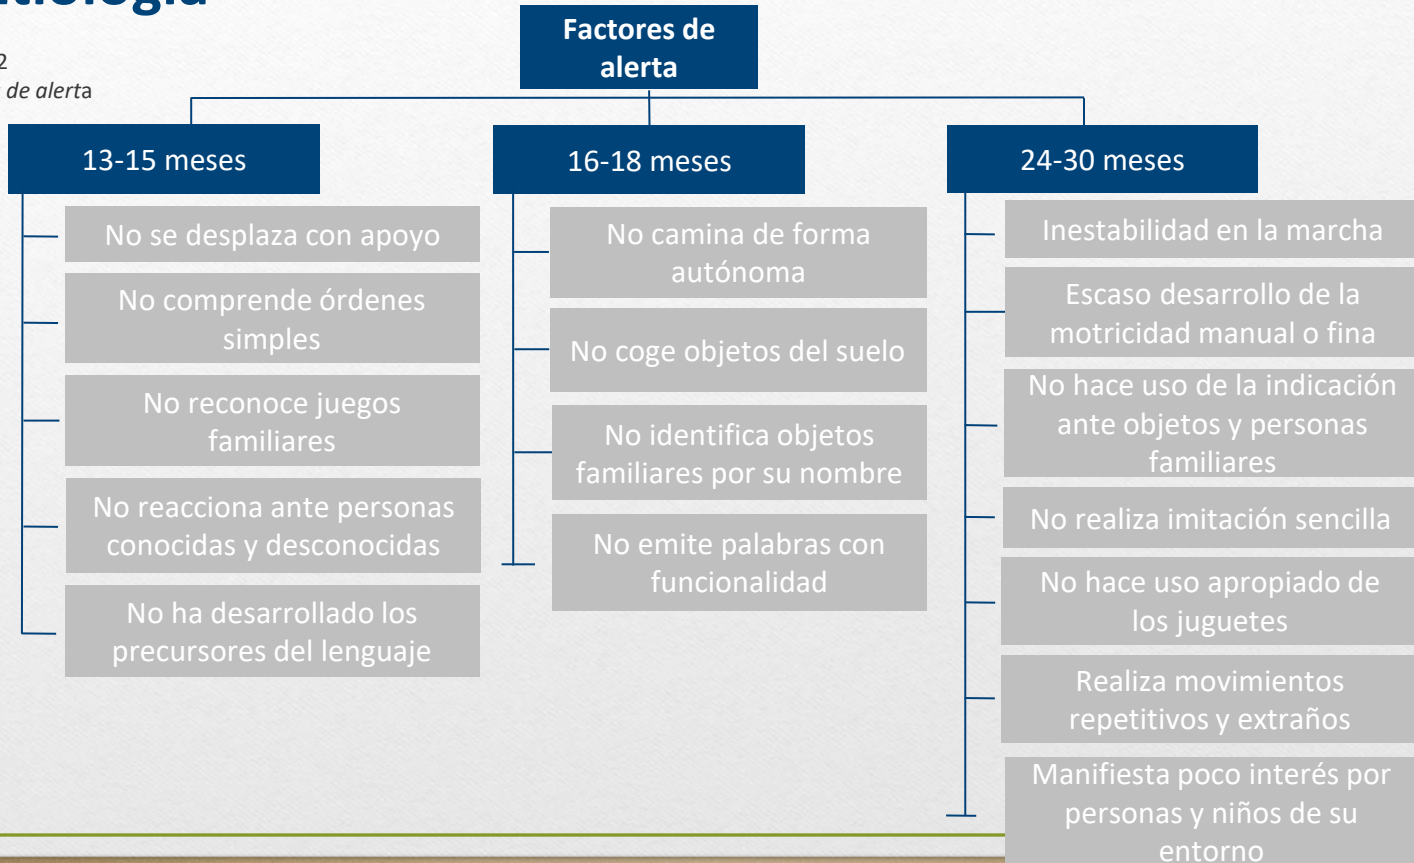 2
de alerta
Factores de
alerta
13-15 meses
No se desplaza con apoyo
No comprende órdenes
simples
No reconoce juegos
familiares
No reacciona ante personas
conocidas y desconocidas
No ha desarrollado los
precursores del lenguaje
16-18 meses
No camina de forma
autónoma
No coge objetos del suelo
No identifica objetos
familiares por su nombre
No emite palabras con
funcionalidad
24-30 meses
Inestabilidad en la marcha
Escaso desarrollo de la
motricidad manual o fina
No hace uso de la indicación
ante objetos y personas
familiares
No realiza imitación sencilla
No hace uso apropiado de
los juguetes
Realiza movimientos
repetitivos y extraños
Manifiesta poco interés por
personas y niños de su
entorno